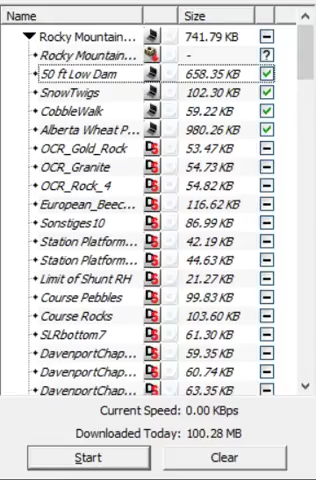 Name Size
Rocky Mountain... 741.79 KB
Rocky Mountain... - ?
50 ft Low Dam 658.35 KB
SnowTwigs 102.30 KB
CobbleWalk 59.22 KB
Alberta Wheat P... 980.26 KB
OCR_Gold_Rock 53.47 KB
OCR_Granite 54.73 KB
OCR_Rock_4 54.82 KB
European_Beec... 116.62 KB
Sonstiges10 86.99 KB
Station Platform... 42.19 KB
Station Platform... 44.63 KB
Limit of Shunt RH 21.27 KB
Course Pebbles 99.83 KB
Course Rocks 103.60 KB
SLRbottom7 61.30 KB
DavenportChap... 59.35 KB
DavenportChap... 60.74 KB
DavenportChap... 63.35 KB
Current Speed: 0.00 KBps
Downloaded Today: 100.28 MB
Start Clear